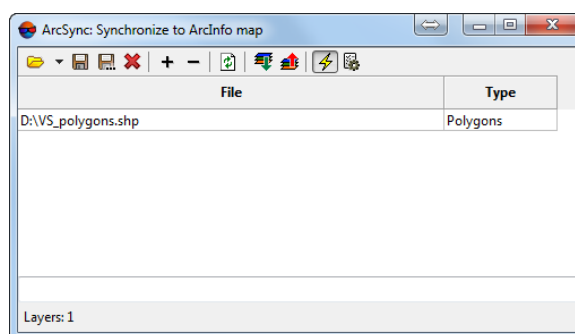 ArcSync: Synchronize to ArcInfo map
File Type
D:\VS_polygons.shp Polygons
Layers: 1